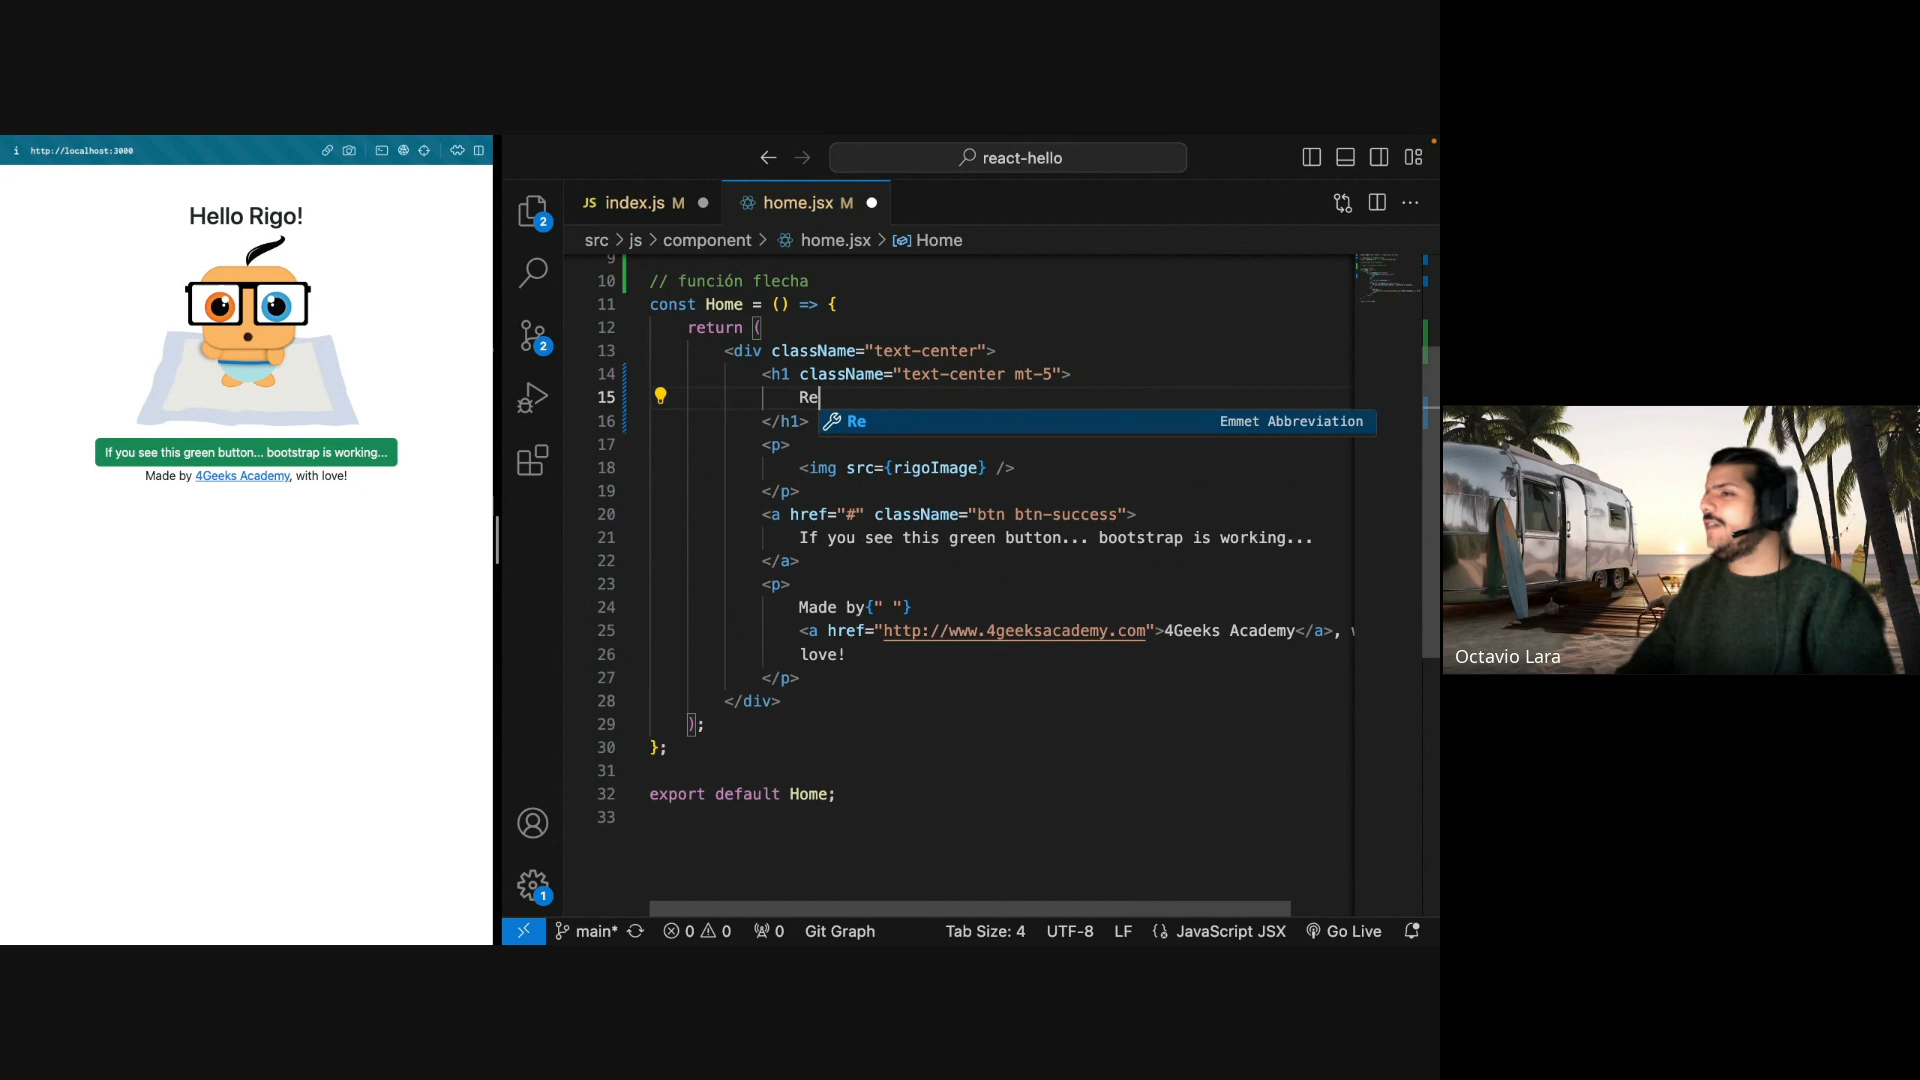 http://localhost:3000
Hello Rigo!
If you see this green button... bootstrap is working...
Made by 4Geeks Academy, with love!
react-hello
JS index.js M
home.jsx M
src > js > component > home.jsx > Home
2
2
1
9
10 // función flecha
11 const Home = () => {
12 return (
13 <div className="text-center">
14 <h1 className="text-center mt-5">
15 Re
16 </h1>
Re Emmet Abbreviation
17 <p>
18 <img src={rigoImage} />
19 </p>
20 <a href="#" className="btn btn-success">
21 If you see this green button... bootstrap is working...
22 </a>
23 <p>
24 Made by{" "}
25 <a href="http://www.4geeksacademy.com">4Geeks Academy</a>,
26 love!
27 </p>
28 </div>
29 );
30 };
31
32 export default Home;
33
main* 0 0 0 Git Graph Tab Size: 4 UTF-8 LF JavaScript JSX Go Live
Octavio Lara